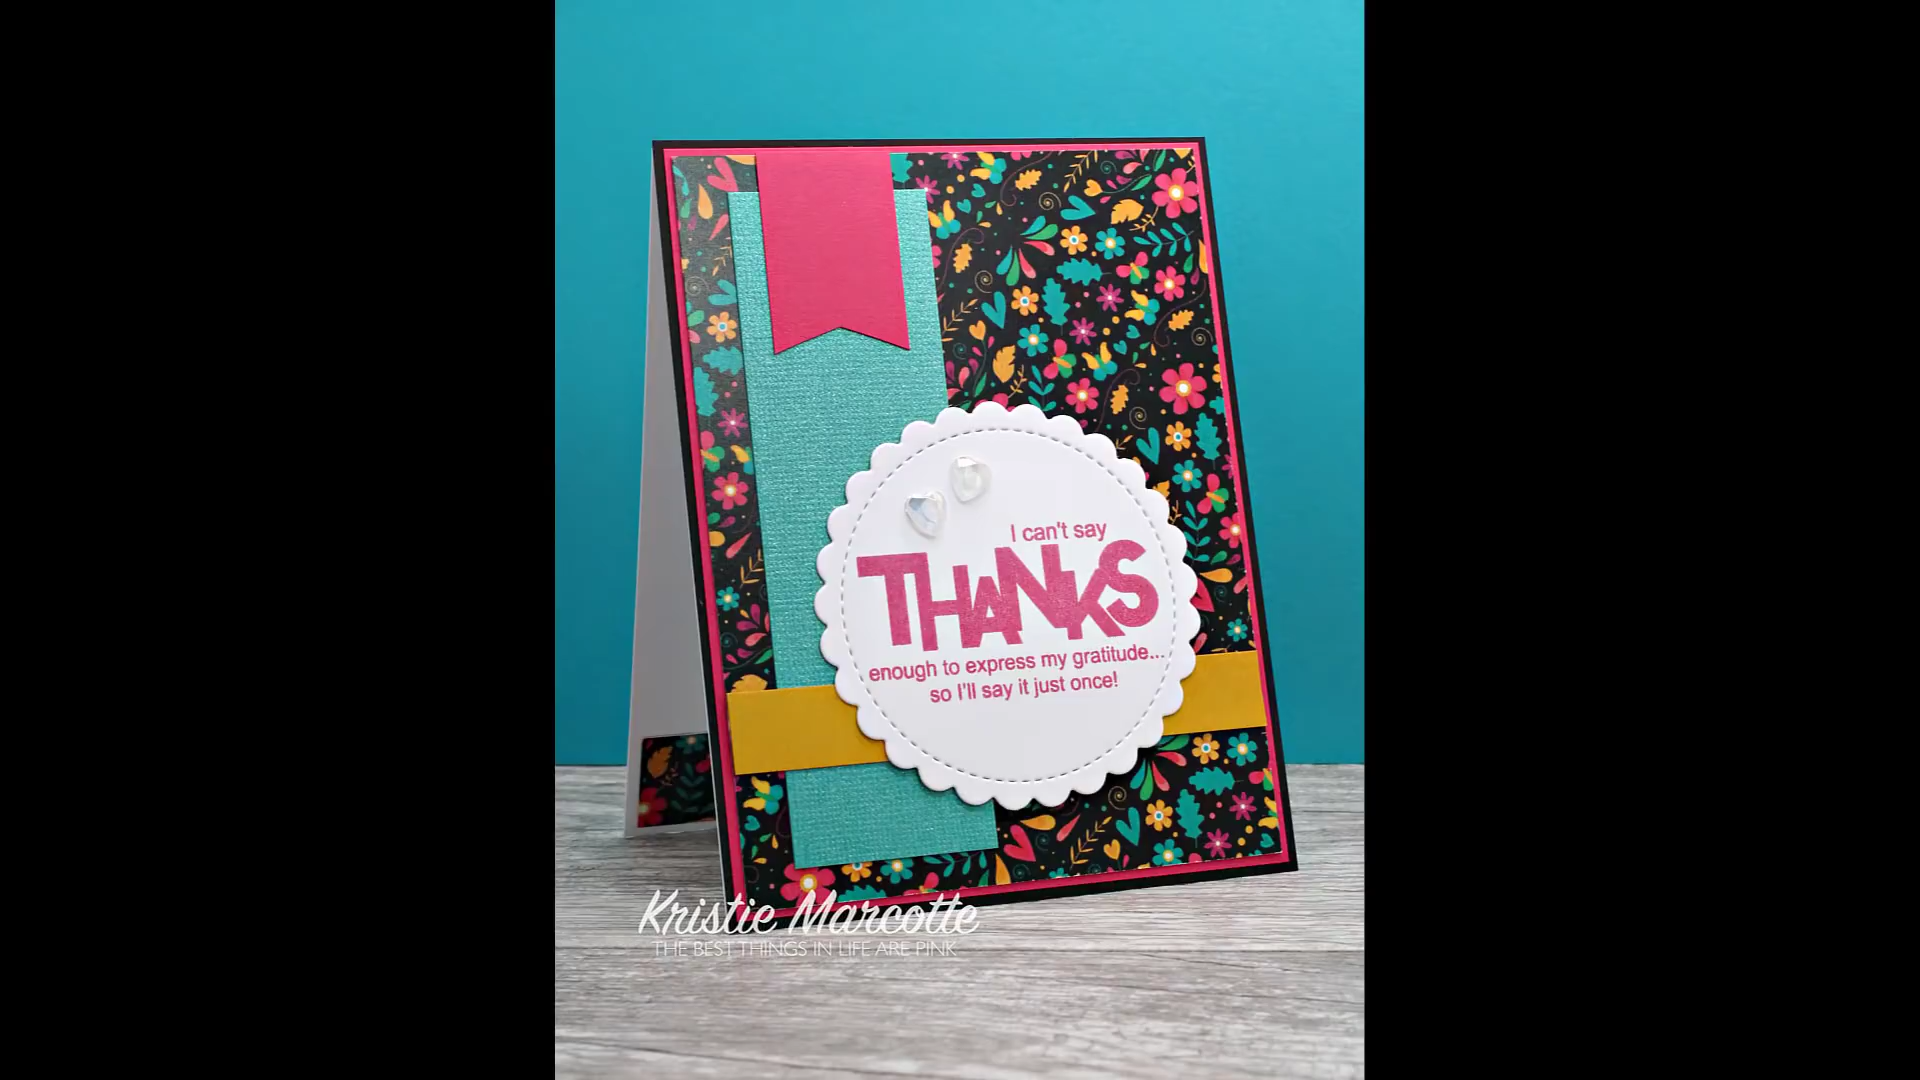 I can't say
THANKS
enough to express my gratitude...
so I'll say it just once!
Kristie Marcotte
THE BEST THINGS IN LIFE ARE PINK